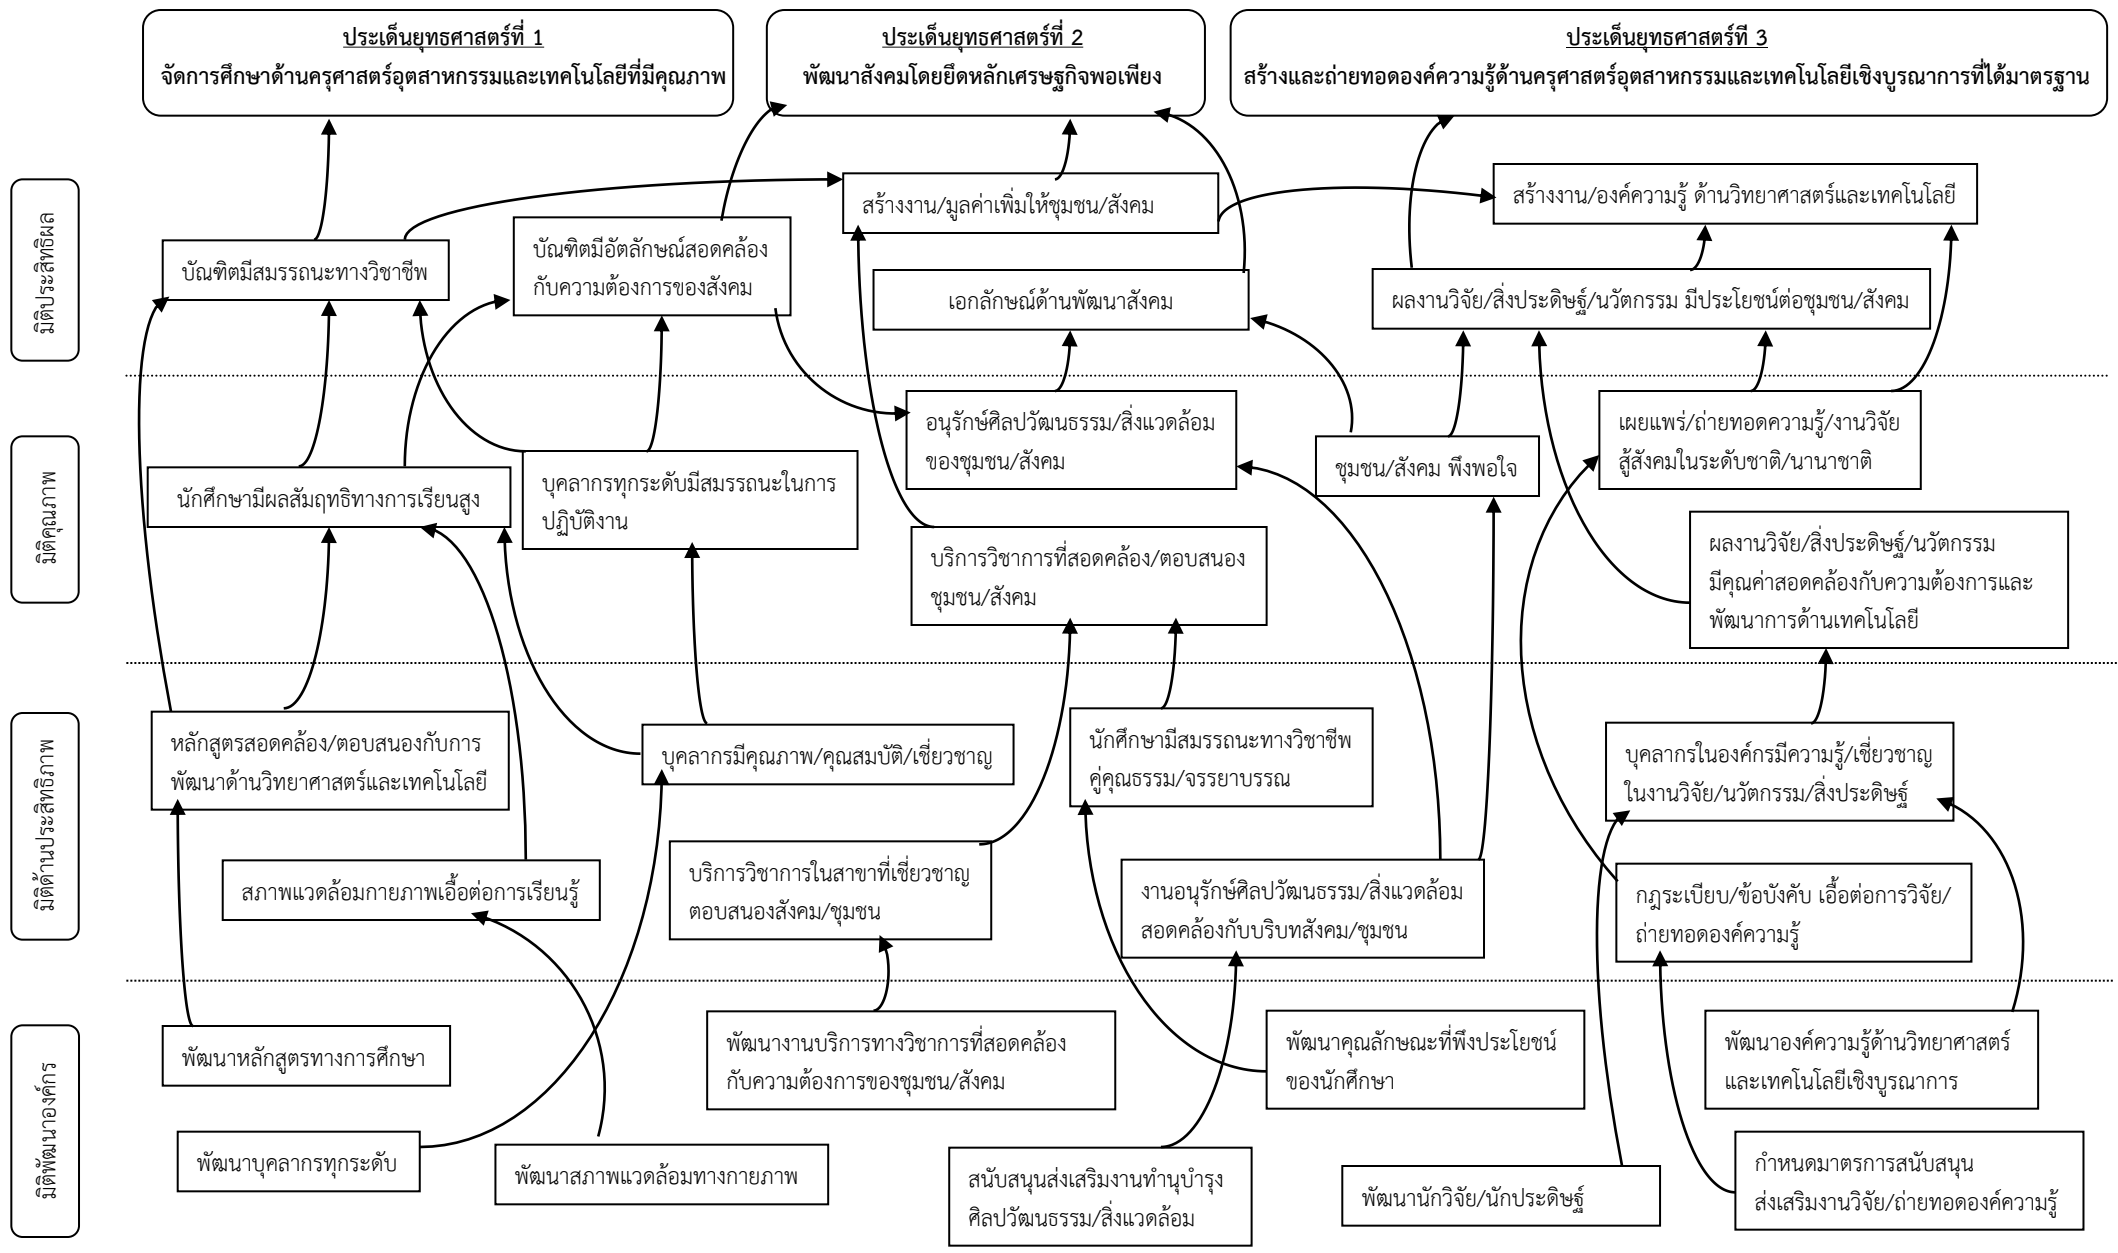 ประเด็นยุทธศาสตร์ที่ 1
จัดการศึกษาด้านครุศาสตร์อุตสาหกรรมและเทคโนโลยีที่มีคุณภาพ
ประเด็นยุทธศาสตร์ที่ 2
พัฒนาสังคมโดยยึดหลักเศรษฐกิจพอเพียง
ประเด็นยุทธศาสตร์ที 3
สร้างและถ่ายทอดองค์ความรู้ด้านครุศาสตร์อุตสาหกรรมและเทคโนโลยีเชิงบูรณาการที่ได้มาตรฐาน
มิติประสิทธิผล
บัณฑิตมีสมรรถนะทางวิชาชีพ
บัณฑิตมีอัตลักษณ์สอดคล้อง
กับความต้องการของสังคม
สร้างงาน/มูลค่าเพิ่มให้ชุมชน/สังคม
เอกลักษณ์ด้านพัฒนาสังคม
สร้างงาน/องค์ความรู้ ด้านวิทยาศาสตร์และเทคโนโลยี
ผลงานวิจัย/สิ่งประดิษฐ์/นวัตกรรม มีประโยชน์ต่อชุมชน/สังคม
มิติคุณภาพ
นักศึกษามีผลสัมฤทธิทางการเรียนสูง
บุคลากรทุกระดับมีสมรรถนะในการ
ปฏิบัติงาน
อนุรักษ์ศิลปวัฒนธรรม/สิ่งแวดล้อม
ของชุมชน/สังคม
บริการวิชาการที่สอดคล้อง/ตอบสนอง
ชุมชน/สังคม
ชุมชน/สังคม พึงพอใจ
เผยแพร่/ถ่ายทอดความรู้/งานวิจัย
สู้สังคมในระดับชาติ/นานาชาติ
ผลงานวิจัย/สิ่งประดิษฐ์/นวัตกรรม
มีคุณค่าสอดคล้องกับความต้องการและ
พัฒนาการด้านเทคโนโลยี
มิติด้านประสิทธิภาพ
หลักสูตรสอดคล้อง/ตอบสนองกับการ
พัฒนาด้านวิทยาศาสตร์และเทคโนโลยี
บุคลากรมีคุณภาพ/คุณสมบัติ/เชี่ยวชาญ
นักศึกษามีสมรรถนะทางวิชาชีพ
คู่คุณธรรม/จรรยาบรรณ
บุคลากรในองค์กรมีความรู้/เชี่ยวชาญ
ในงานวิจัย/นวัตกรรม/สิ่งประดิษฐ์
สภาพแวดล้อมกายภาพเอื้อต่อการเรียนรู้
บริการวิชาการในสาขาที่เชี่ยวชาญ
ตอบสนองสังคม/ชุมชน
งานอนุรักษ์ศิลปวัฒนธรรม/สิ่งแวดล้อม
สอดคล้องกับบริบทสังคม/ชุมชน
กฎระเบียบ/ข้อบังคับ เอื้อต่อการวิจัย/
ถ่ายทอดองค์ความรู้
มิติพัฒนาองค์กร
พัฒนาหลักสูตรทางการศึกษา
พัฒนางานบริการทางวิชาการที่สอดคล้อง
กับความต้องการของชุมชน/สังคม
พัฒนาคุณลักษณะที่พึงประโยชน์
ของนักศึกษา
พัฒนาองค์ความรู้ด้านวิทยาศาสตร์
และเทคโนโลยีเชิงบูรณาการ
พัฒนาบุคลากรทุกระดับ
พัฒนาสภาพแวดล้อมทางกายภาพ
สนับสนุนส่งเสริมงานทำนุบำรุง
ศิลปวัฒนธรรม/สิ่งแวดล้อม
พัฒนานักวิจัย/นักประดิษฐ์
กำหนดมาตรการสนับสนุน
ส่งเสริมงานวิจัย/ถ่ายทอดองค์ความรู้